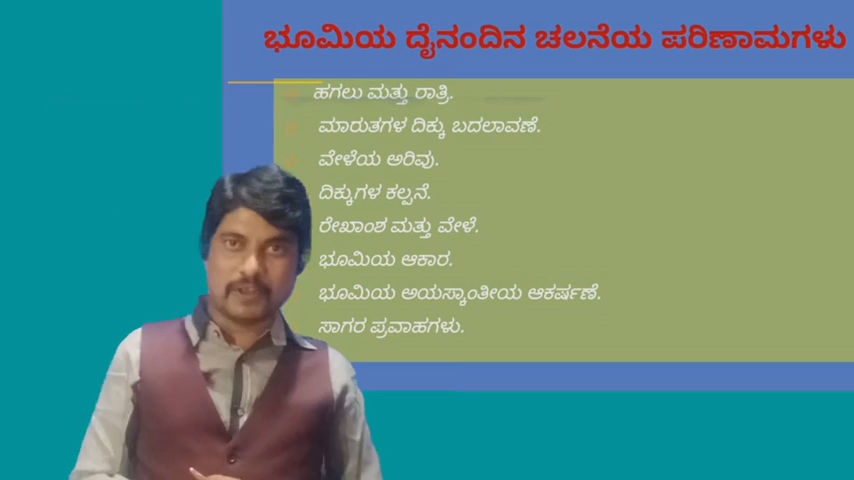 ಭೂಮಿಯ ದೈನಂದಿನ ಚಲನೆಯ ಪರಿಣಾಮಗಳು
ಹಗಲು ಮತ್ತು ರಾತ್ರಿ.
ಮಾರುತಗಳ ದಿಕ್ಕು ಬದಲಾವಣೆ.
ವೇಳೆಯ ಅರಿವು.
ದಿಕ್ಕುಗಳ ಕಲ್ಪನೆ.
ರೇಖಾಂಶ ಮತ್ತು ವೇಳೆ.
ಭೂಮಿಯ ಆಕಾರ.
ಭೂಮಿಯ ಅಯಸ್ಕಾಂತೀಯ ಆಕರ್ಷಣೆ.
ಸಾಗರ ಪ್ರವಾಹಗಳು.